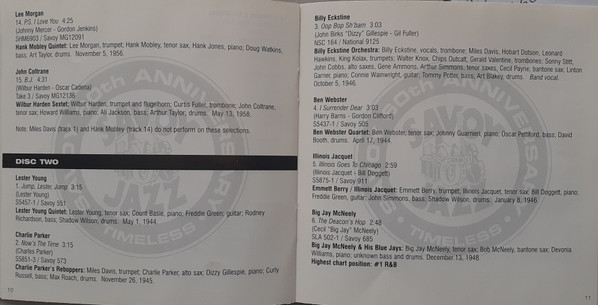 Lee Morgan
14. P.S. I Love You 4:25
(Johnny Mercer - Gordon Jenkins)
SHM6903 / Savoy MG12091
Hank Mobley Quintet: Lee Morgan, trumpet; Hank Mobley, tenor sax, Hank Jones, piano; Doug Watkins,
bass; Art Taylor, drums. November 5, 1956.
John Coltrane
15. B.J. 4:31
(Wilbur Harden - Oscar Cadena)
Take 3 / Savoy MG12136
Wilbur Harden Sextet: Wilbur Harden, trumpet and flugelhorn; Curtis Fuller, trombone; John Coltrane,
tenor sax; Howard Williams, piano; Ali Jackson, bass; Arthur Taylor, drums. May 13, 1958.
Note: Miles Davis (track 1) and Hank Mobley (track 14) do not perform on these selections.
DISC TWO
Lester Young
1. Jump, Lester, Jump 3:15
(Lester Young)
S5457-1 / Savoy 551
Lester Young Quintet: Lester Young, tenor sax; Count Basie, piano, Freddie Green, guitar; Rodney
Richardson, bass; Shadow Wilson, drums. May 1, 1944.
Charlie Parker
2. Now's The Time 3:15
(Charles Parker)
S5851-3 / Savoy 573
Charlie Parker's Reboppers: Miles Davis, trumpet; Charlie Parker, alto sax; Dizzy Gillespie, piano; Curly
Russell, bass; Max Roach, drums. November 26, 1945.
10
Billy Eckstine
3. Oop Bop Sh'bam 3:03
(John Birks "Dizzy" Gillespie - Gil Fuller)
NSC 164 / National 9125
Billy Eckstine Orchestra: Billy Eckstine, vocals, trombone; Miles Davis, Hobart Dotson, Leonard
Hawkins, King Kolax, trumpets; Walter Knox, Chips Outcalt, Gerald Valentine, trombones; Sonny Stitt,
John Cobbs, alto saxes, Gene Ammons, Arthur Simmons, tenor saxes, Cecil Payne, baritone sax; Linton
Garner, piano; Connie Wainwright, guitar; Tommy Potter, bass, Art Blakey, drums. Band vocal.
October 5, 1946.
Ben Webster
4. I Surrender Dear 3:03
(Harry Barris - Gordon Clifford)
S5437-1 / Savoy 505
Ben Webster Quartet: Ben Webster, tenor sax; Johnny Guarnieri, piano; Oscar Pettiford, bass; David
Booth, drums. April 17, 1944.
Illinois Jacquet
5. Illinois Goes To Chicago 2:59
(Illinois Jacquet - Bill Doggett)
S5875-1 / Savoy 911
Emmett Berry / Illinois Jacquet: Emmett Berry, trumpet; Illinois Jacquet, tenor sax; Bill Doggett, piano;
Freddie Green, guitar; John Simmons, bass; Shadow Wilson, drums. January 8, 1946.
Big Jay McNeely
6. The Deacon's Hop 2:48
(Cecil "Big Jay" McNeely)
SLA 502-1 / Savoy 685
Big Jay McNeely & His Blue Jays: Big Jay McNeely, tenor sax; Bob McNeely, baritone sax; Devonia
Williams, piano; unknown bass and drums. December 13, 1948
Highest chart position: #1 R&B
11
60th ANNIVERSARY
SAVOY
JAZZ
TIMELESS
60th ANNIVERSARY
SAVOY
JAZZ
TIMELESS